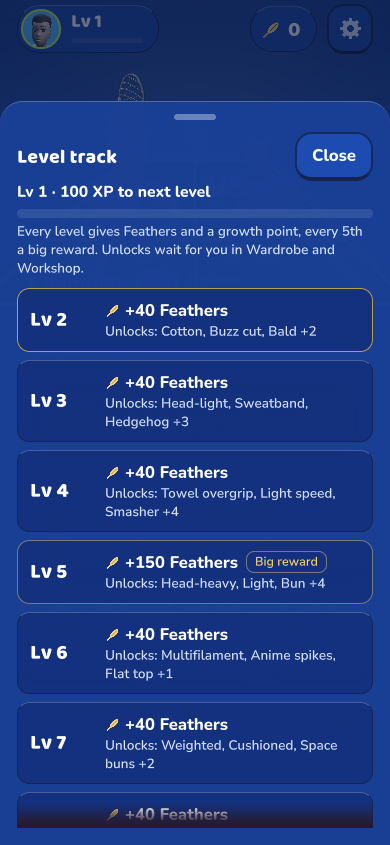 Lv 1
0
Level track
Close
Lv 1 · 100 XP to next level
Every level gives Feathers and a growth point, every 5th
a big reward. Unlocks wait for you in Wardrobe and
Workshop.
Lv 2
+40 Feathers
Unlocks: Cotton, Buzz cut, Bald +2
Lv 3
+40 Feathers
Unlocks: Head-light, Sweatband,
Hedgehog +3
Lv 4
+40 Feathers
Unlocks: Towel overgrip, Light speed,
Smasher +4
Lv 5
+150 Feathers Big reward
Unlocks: Head-heavy, Light, Bun +4
Lv 6
+40 Feathers
Unlocks: Multifilament, Anime spikes,
Flat top +1
Lv 7
+40 Feathers
Unlocks: Weighted, Cushioned, Space
buns +2
+40 Feathers